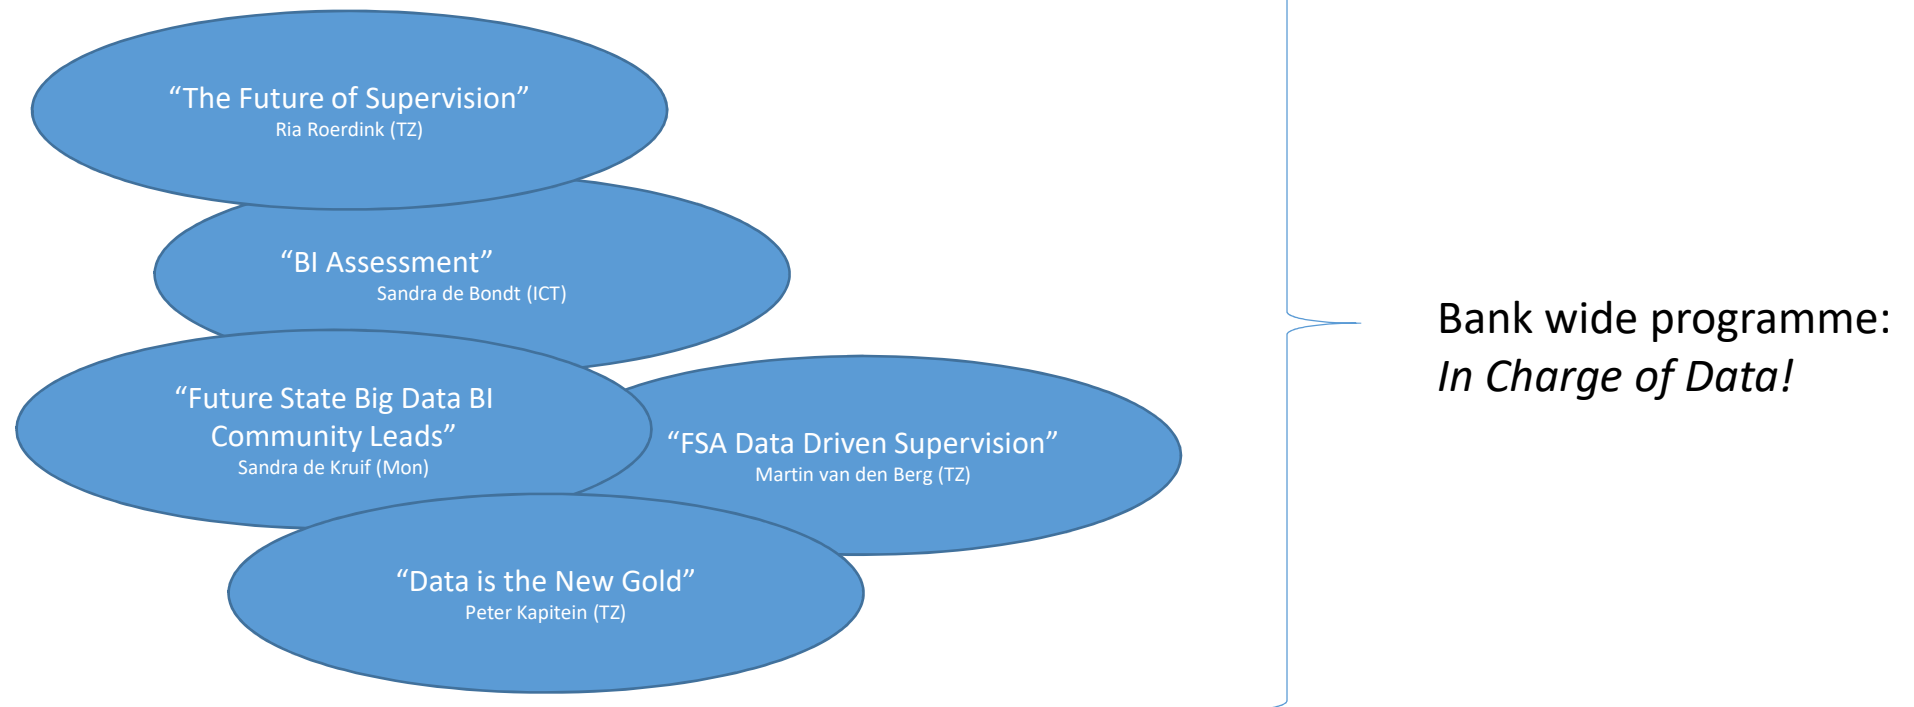 “The Future of Supervision”
Ria Roerdink (TZ)
“BI Assessment”
Sandra de Bondt (ICT)
“Future State Big Data BI
Community Leads”
Sandra de Kruif (Mon)
“FSA Data Driven Supervision”
Martin van den Berg (TZ)
“Data is the New Gold”
Peter Kapitein (TZ)
Bank wide programme:
In Charge of Data!